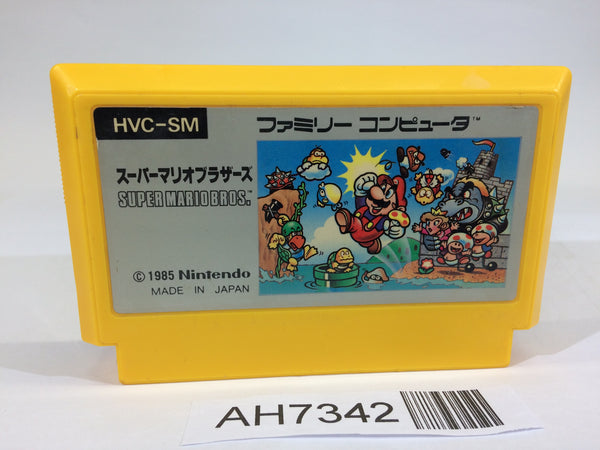 HVC-SM
ファミリー コンピュータ™
スーパーマリオブラザーズ
SUPER MARIO BROS.™
© 1985 Nintendo
MADE IN JAPAN
AH7342